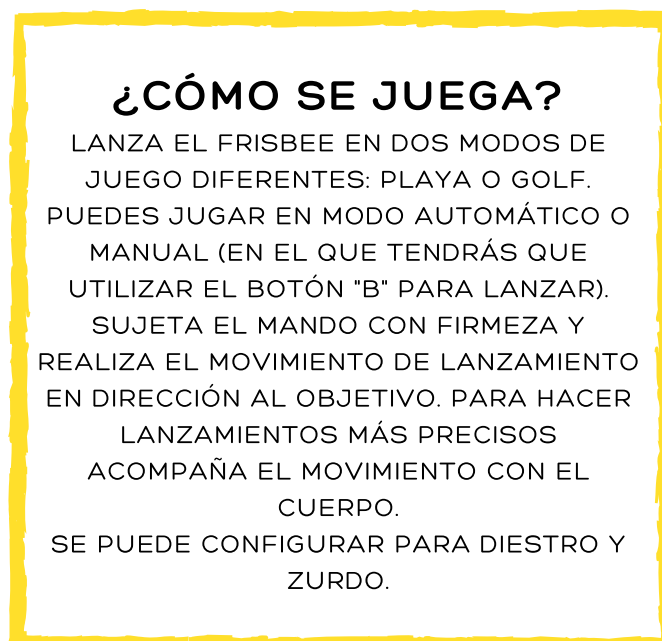 ¿CÓMO SE JUEGA?
LANZA EL FRISBEE EN DOS MODOS DE
JUEGO DIFERENTES: PLAYA O GOLF.
PUEDES JUGAR EN MODO AUTOMÁTICO O
MANUAL (EN EL QUE TENDRÁS QUE
UTILIZAR EL BOTÓN "B" PARA LANZAR).
SUJETA EL MANDO CON FIRMEZA Y
REALIZA EL MOVIMIENTO DE LANZAMIENTO
EN DIRECCIÓN AL OBJETIVO. PARA HACER
LANZAMIENTOS MÁS PRECISOS
ACOMPAÑA EL MOVIMIENTO CON EL
CUERPO.
SE PUEDE CONFIGURAR PARA DIESTRO Y
ZURDO.